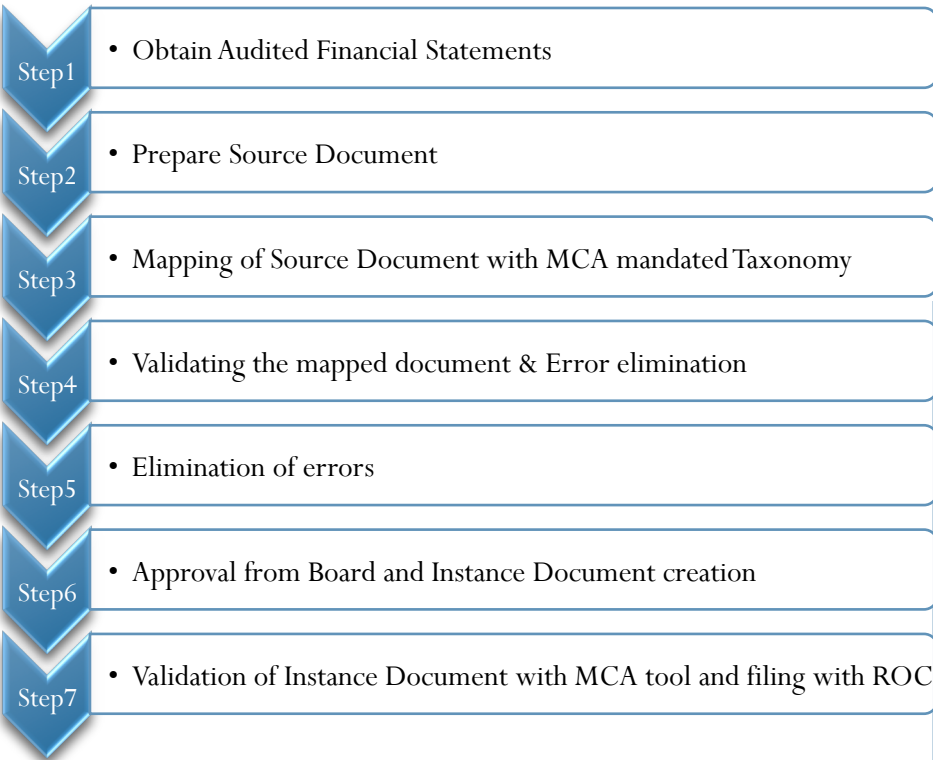 Step1
• Obtain Audited Financial Statements
Step2
• Prepare Source Document
Step3
• Mapping of Source Document with MCA mandated Taxonomy
Step4
• Validating the mapped document & Error elimination
Step5
• Elimination of errors
Step6
• Approval from Board and Instance Document creation
Step7
• Validation of Instance Document with MCA tool and filing with ROC